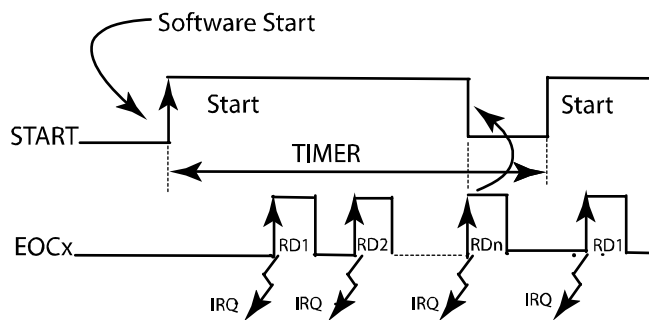 Software Start
Start
Start
START
TIMER
EOCx
RD1
RD2
RDn
RD1
IRQ
IRQ
IRQ
IRQ